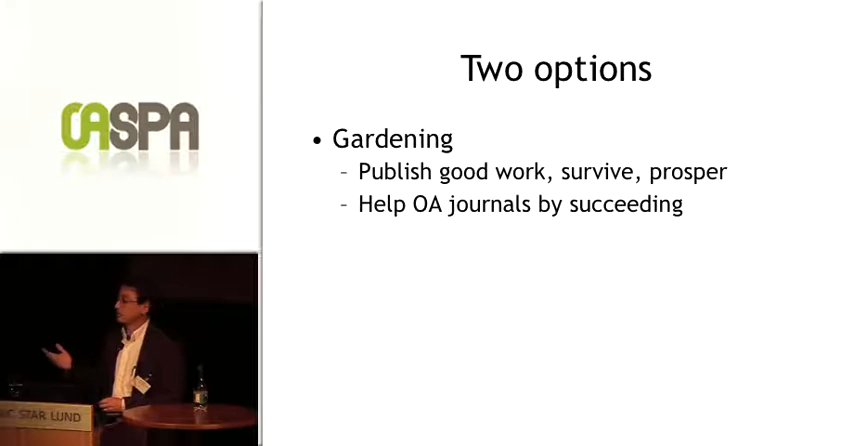 OASPA
Two options
• Gardening
– Publish good work, survive, prosper
– Help OA journals by succeeding
STAR LUND